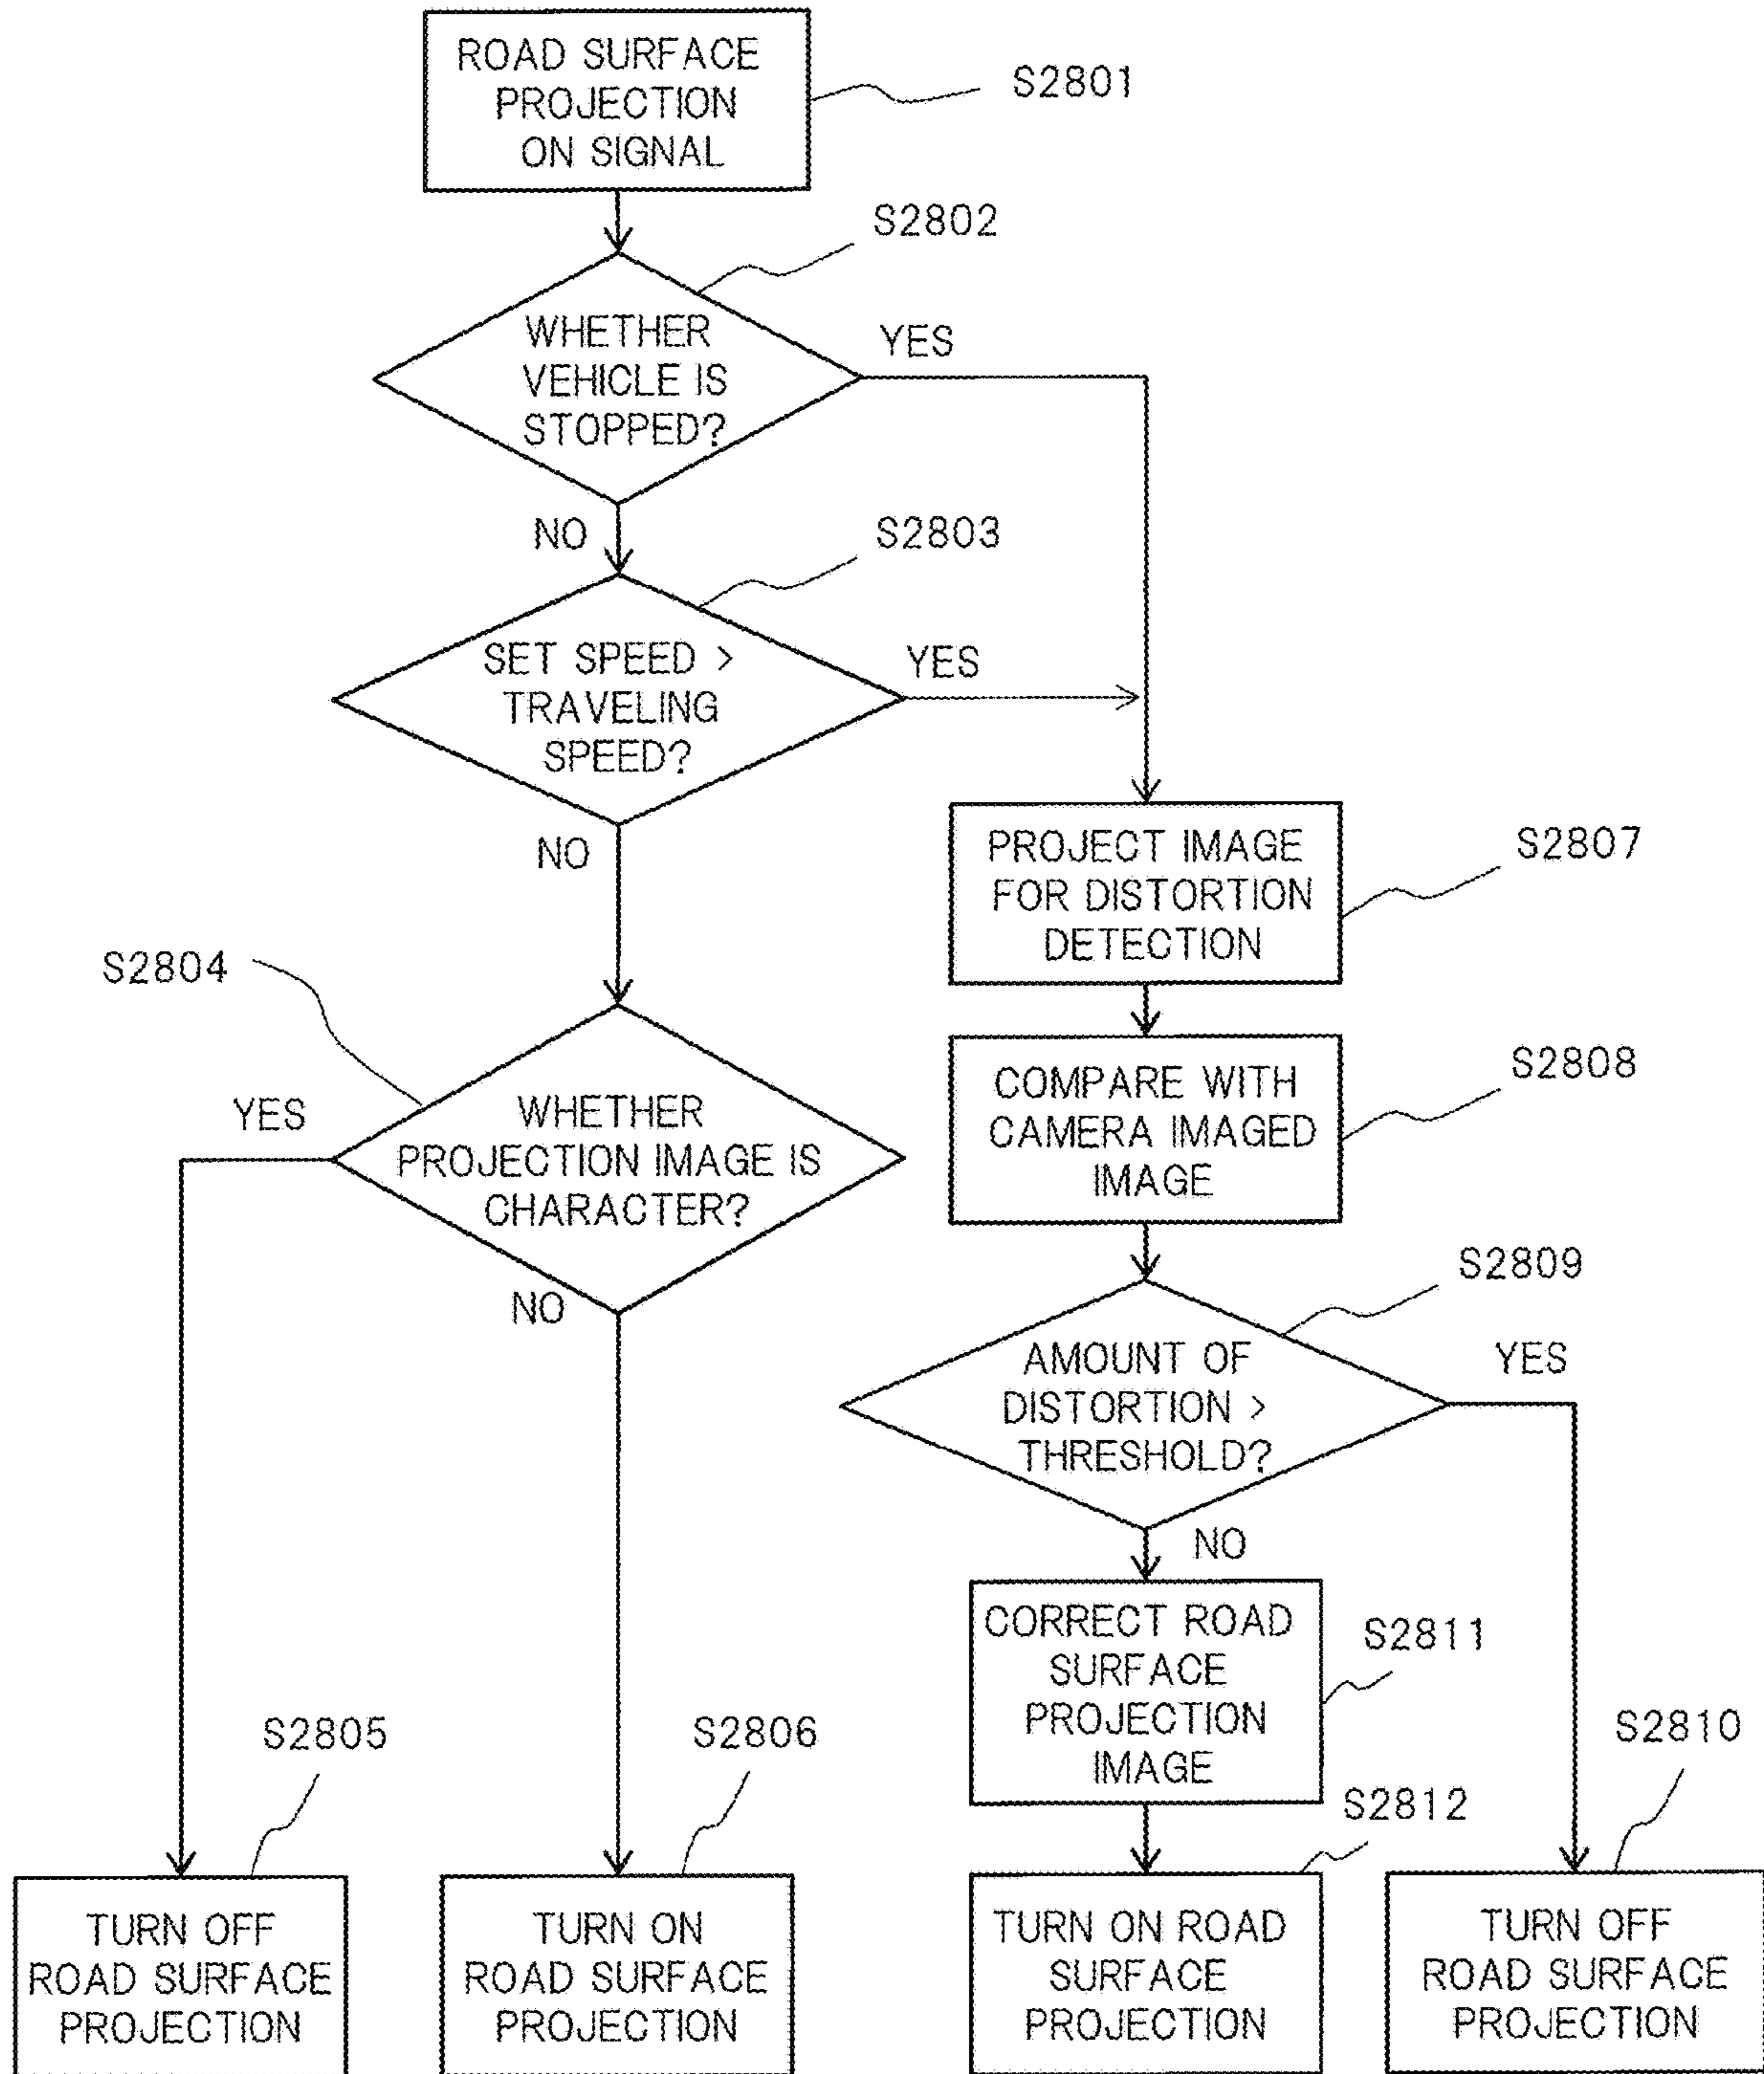 ROAD SURFACE
PROJECTION
ON SIGNAL
S2801
S2802
WHETHER
VEHICLE IS
STOPPED?
YES
NO
S2803
SET SPEED >
TRAVELING
SPEED?
YES
NO
S2807
PROJECT IMAGE
FOR DISTORTION
DETECTION
S2804
YES
WHETHER
PROJECTION IMAGE IS
CHARACTER?
NO
S2808
COMPARE WITH
CAMERA IMAGED
IMAGE
S2809
AMOUNT OF
DISTORTION >
THRESHOLD?
YES
NO
CORRECT ROAD
SURFACE
PROJECTION
IMAGE
S2811
S2805
S2806
S2812
S2810
TURN OFF
ROAD SURFACE
PROJECTION
TURN ON
ROAD SURFACE
PROJECTION
TURN ON ROAD
SURFACE
PROJECTION
TURN OFF
ROAD SURFACE
PROJECTION